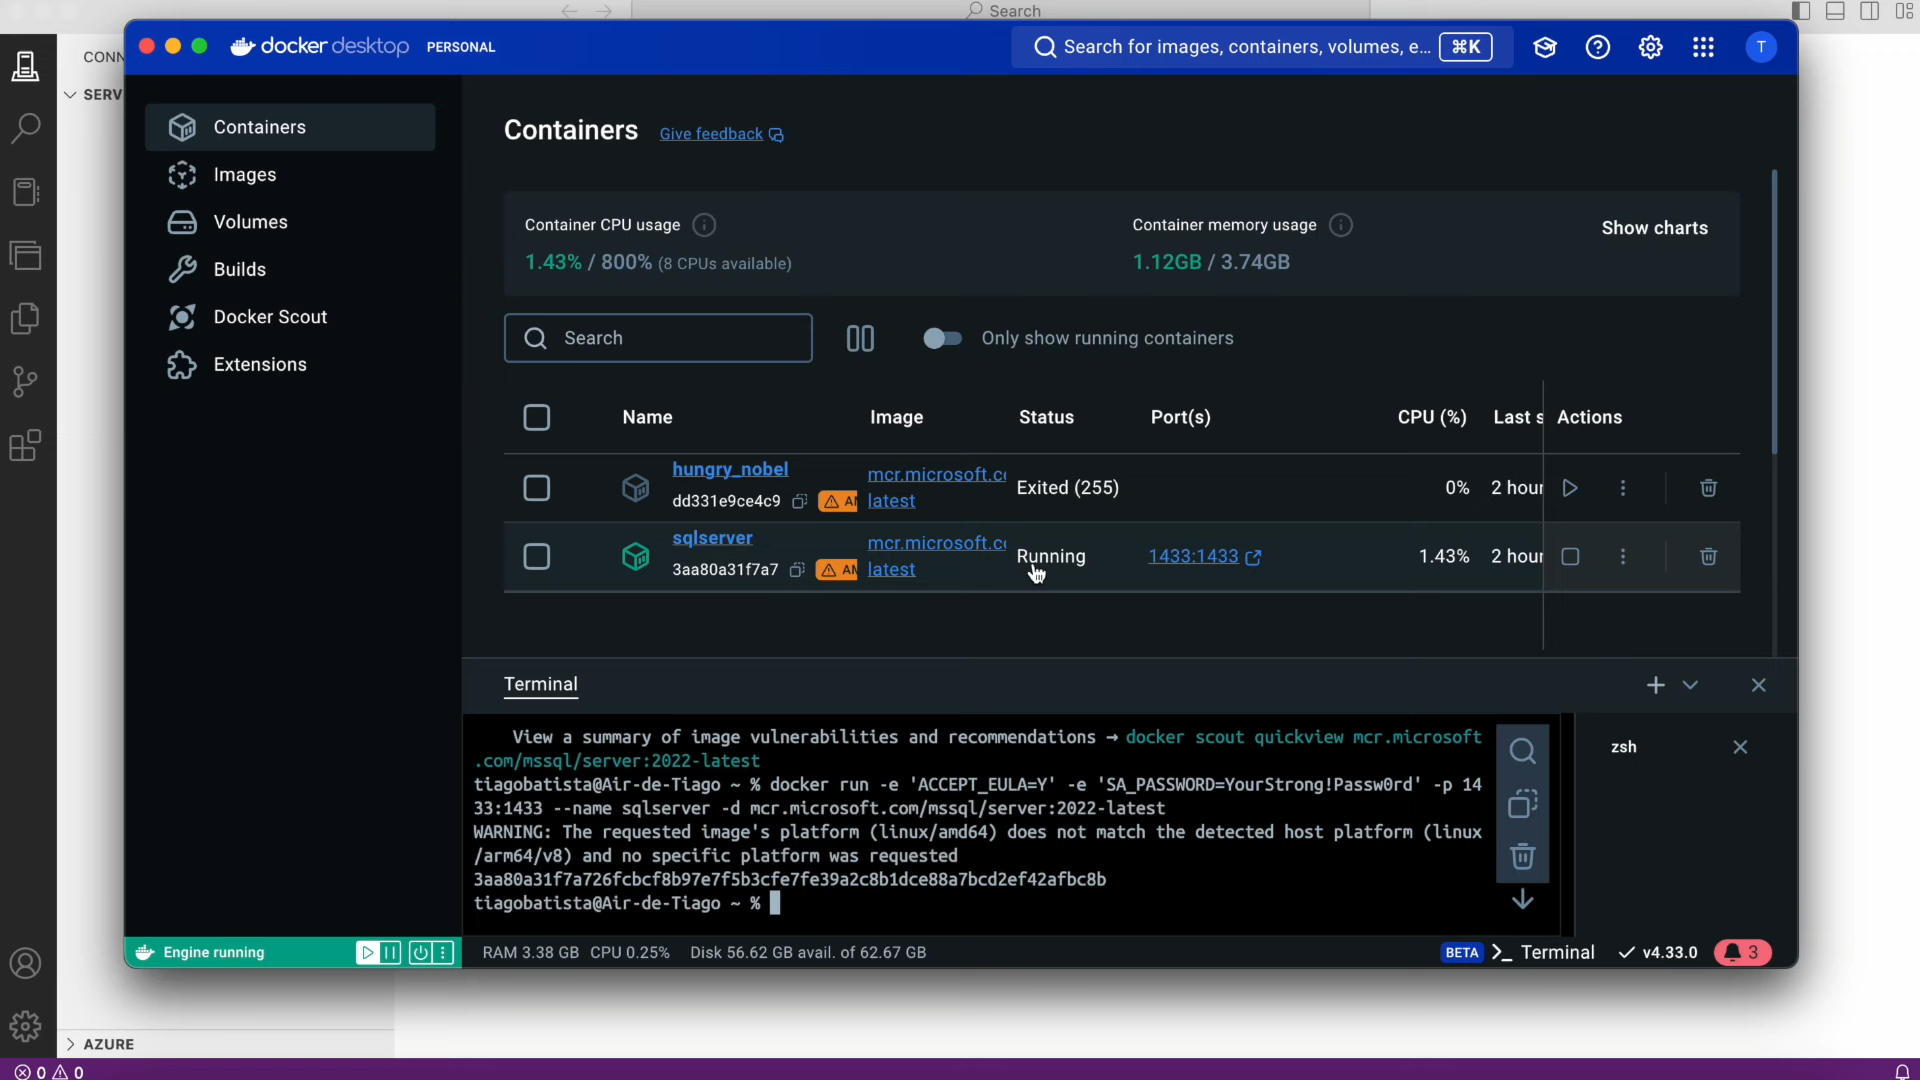 Search
CONN
SERV
docker desktop PERSONAL
Search for images, containers, volumes, e... ⌘K
T
Containers
Images
Volumes
Builds
Docker Scout
Extensions
Containers Give feedback
Container CPU usage
1.43% / 800% (8 CPUs available)
Container memory usage
1.12GB / 3.74GB
Show charts
Search
Only show running containers
Name Image Status Port(s) CPU (%) Last s Actions
hungry_nobel
dd331e9ce4c9 AM
mcr.microsoft.co
latest
Exited (255) 0% 2 hour
sqlserver
3aa80a31f7a7 AM
mcr.microsoft.co
latest
Running 1433:1433 1.43% 2 hour
Terminal
View a summary of image vulnerabilities and recommendations → docker scout quickview mcr.microsoft
.com/mssql/server:2022-latest
tiagobatista@Air-de-Tiago ~ % docker run -e 'ACCEPT_EULA=Y' -e 'SA_PASSWORD=YourStrong!Passw0rd' -p 14
33:1433 --name sqlserver -d mcr.microsoft.com/mssql/server:2022-latest
WARNING: The requested image's platform (linux/amd64) does not match the detected host platform (linux
/arm64/v8) and no specific platform was requested
3aa80a31f7a726fcbcf8b97e7f5b3cfe7fe39a2c8b1dce88a7bcd2ef42afbc8b
tiagobatista@Air-de-Tiago ~ %
zsh
Engine running
RAM 3.38 GB CPU 0.25% Disk 56.62 GB avail. of 62.67 GB
BETA Terminal v4.33.0 3
AZURE
0 0